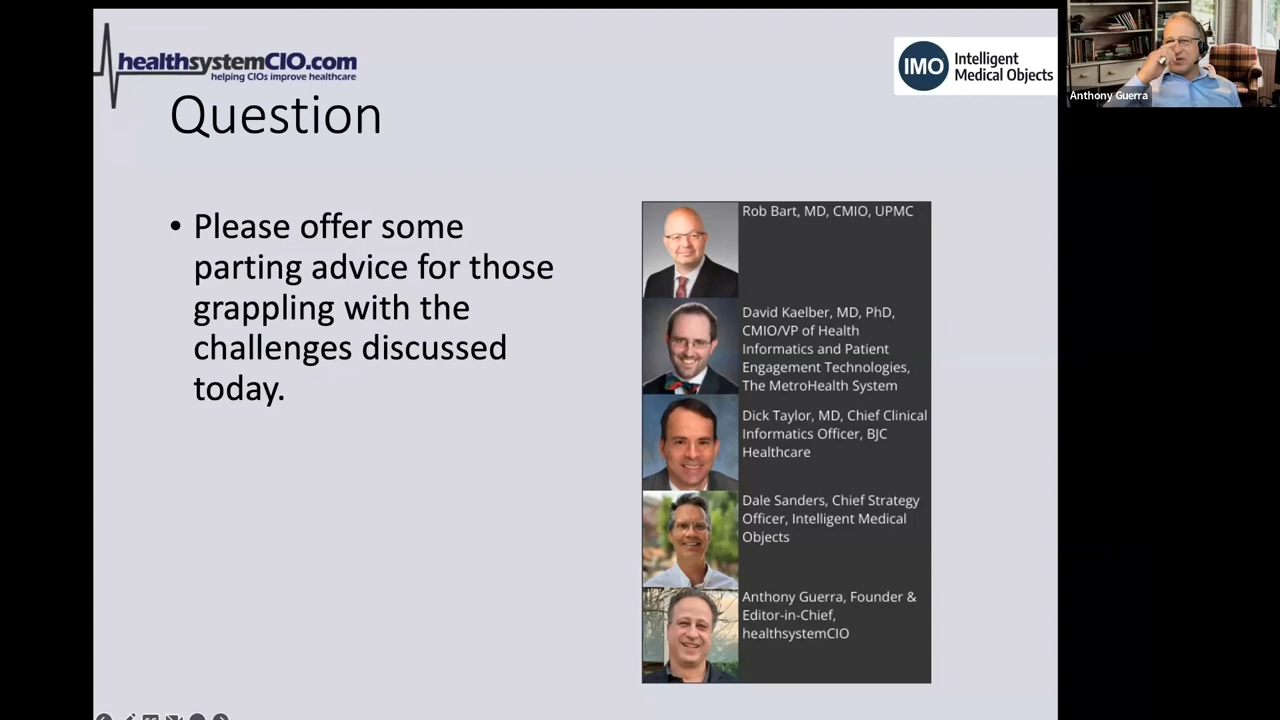 healthsystemCIO.com
helping CIOs improve healthcare
IMO
Intelligent
Medical Objects
Anthony Guerra
Question
• Please offer some
parting advice for those
grappling with the
challenges discussed
today.
Rob Bart, MD, CMIO, UPMC
David Kaelber, MD, PhD,
CMIO/VP of Health
Informatics and Patient
Engagement Technologies,
The MetroHealth System
Dick Taylor, MD, Chief Clinical
Informatics Officer, BJC
Healthcare
Dale Sanders, Chief Strategy
Officer, Intelligent Medical
Objects
Anthony Guerra, Founder &
Editor-in-Chief,
healthsystemCIO